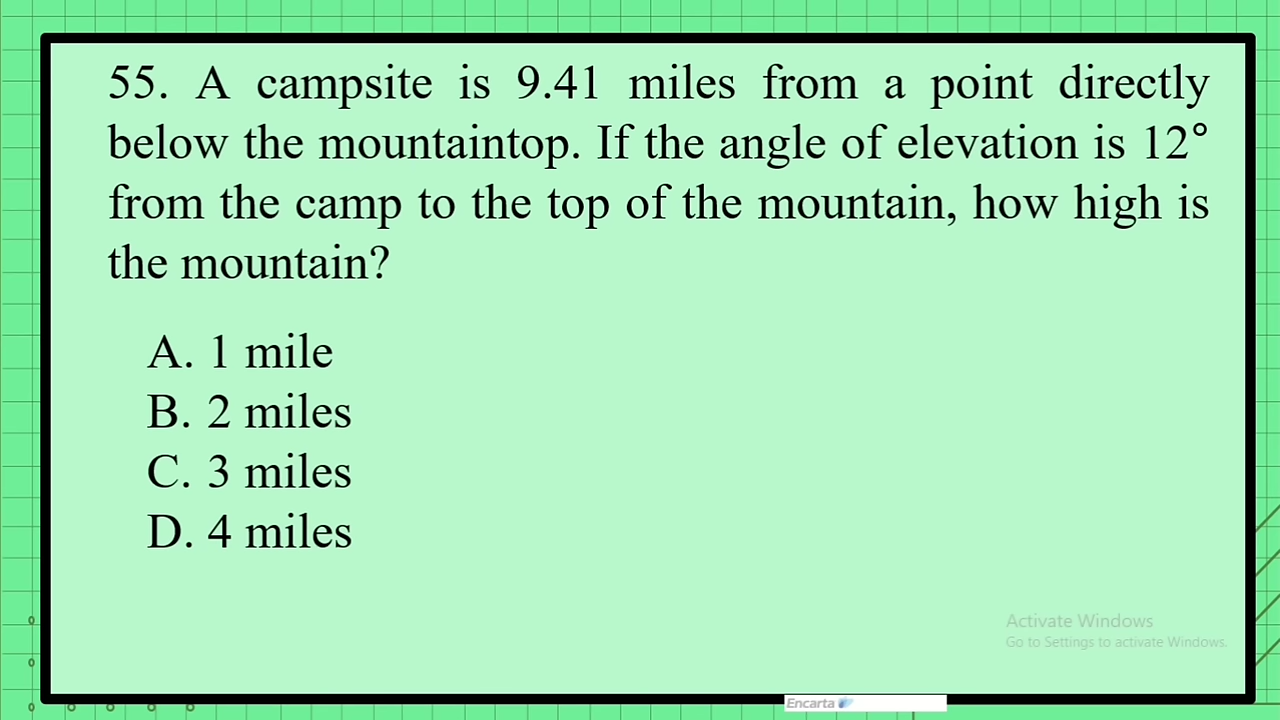 55. A campsite is 9.41 miles from a point directly
below the mountaintop. If the angle of elevation is 12°
from the camp to the top of the mountain, how high is
the mountain?
A. 1 mile
B. 2 miles
C. 3 miles
D. 4 miles
Activate Windows
Go to Settings to activate Windows.
Encarta